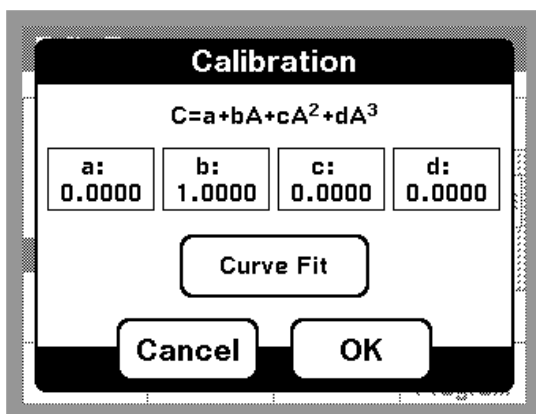 Calibration
C=a+bA+cA²+dA³
a: b: c: d:
0.0000 1.0000 0.0000 0.0000
Curve Fit
Cancel OK